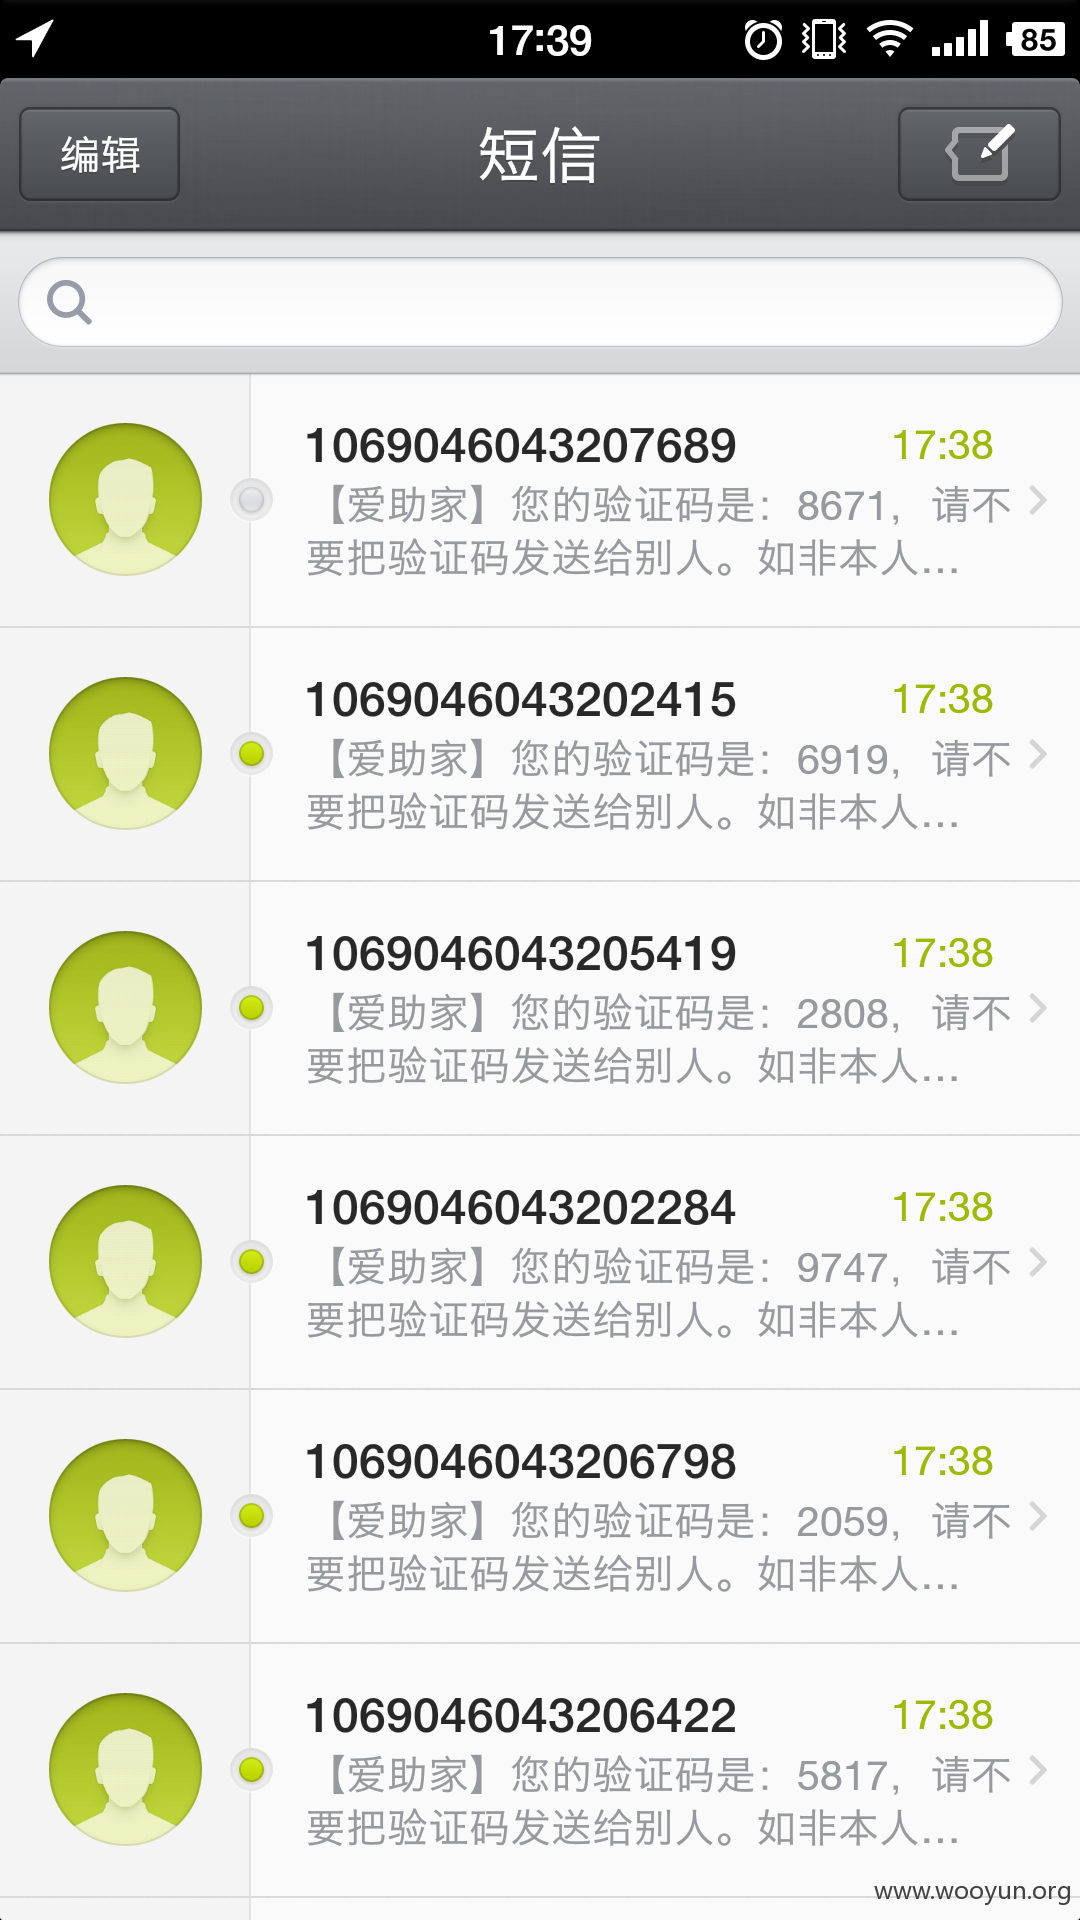 17:39
85
编辑
短信
1069046043207689
17:38
【爱助家】您的验证码是：8671，请不
要把验证码发送给别人。如非本人...
1069046043202415
17:38
【爱助家】您的验证码是：6919，请不
要把验证码发送给别人。如非本人...
1069046043205419
17:38
【爱助家】您的验证码是：2808，请不
要把验证码发送给别人。如非本人...
1069046043202284
17:38
【爱助家】您的验证码是：9747，请不
要把验证码发送给别人。如非本人...
1069046043206798
17:38
【爱助家】您的验证码是：2059，请不
要把验证码发送给别人。如非本人...
1069046043206422
17:38
【爱助家】您的验证码是：5817，请不
要把验证码发送给别人。如非本人...
www.wooyun.org